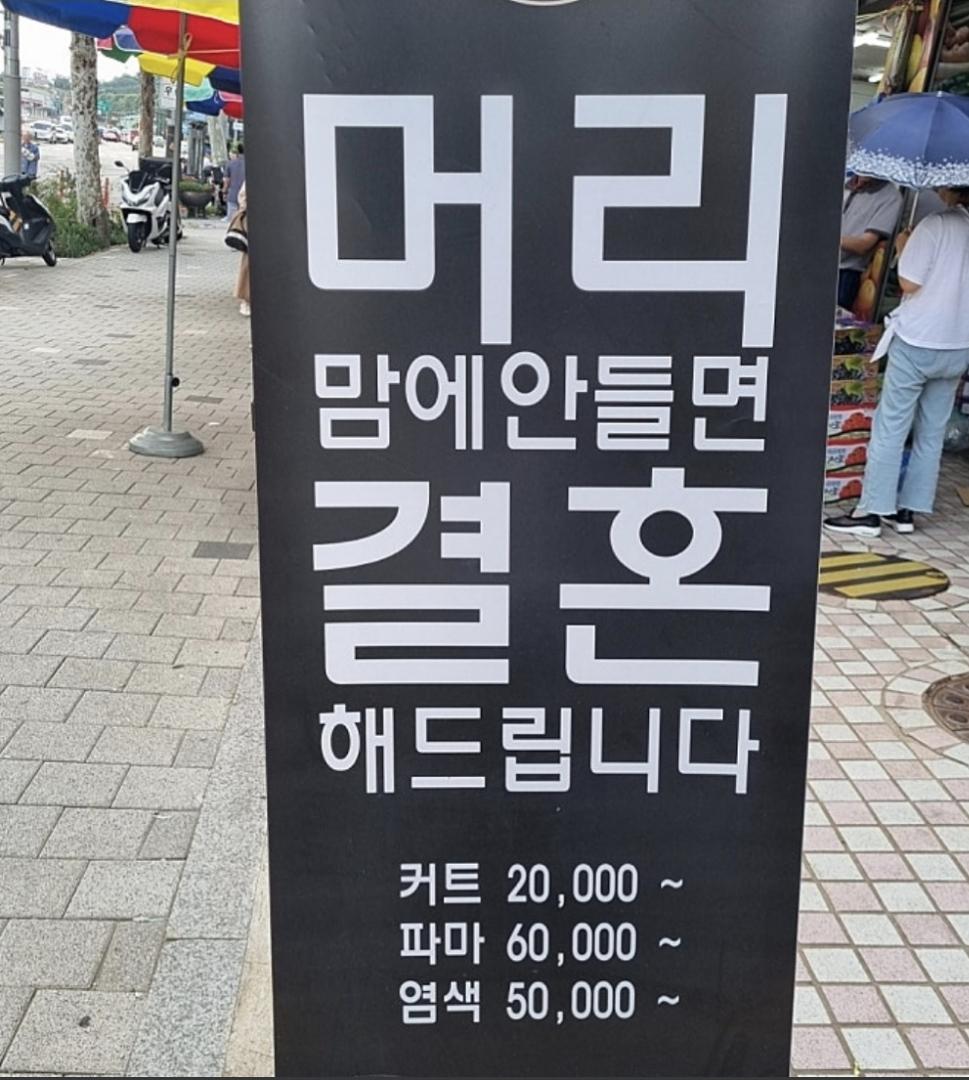 머리
맘에안들면
결혼
해드립니다
커트 20,000 ~
파마 60,000 ~
염색 50,000 ~